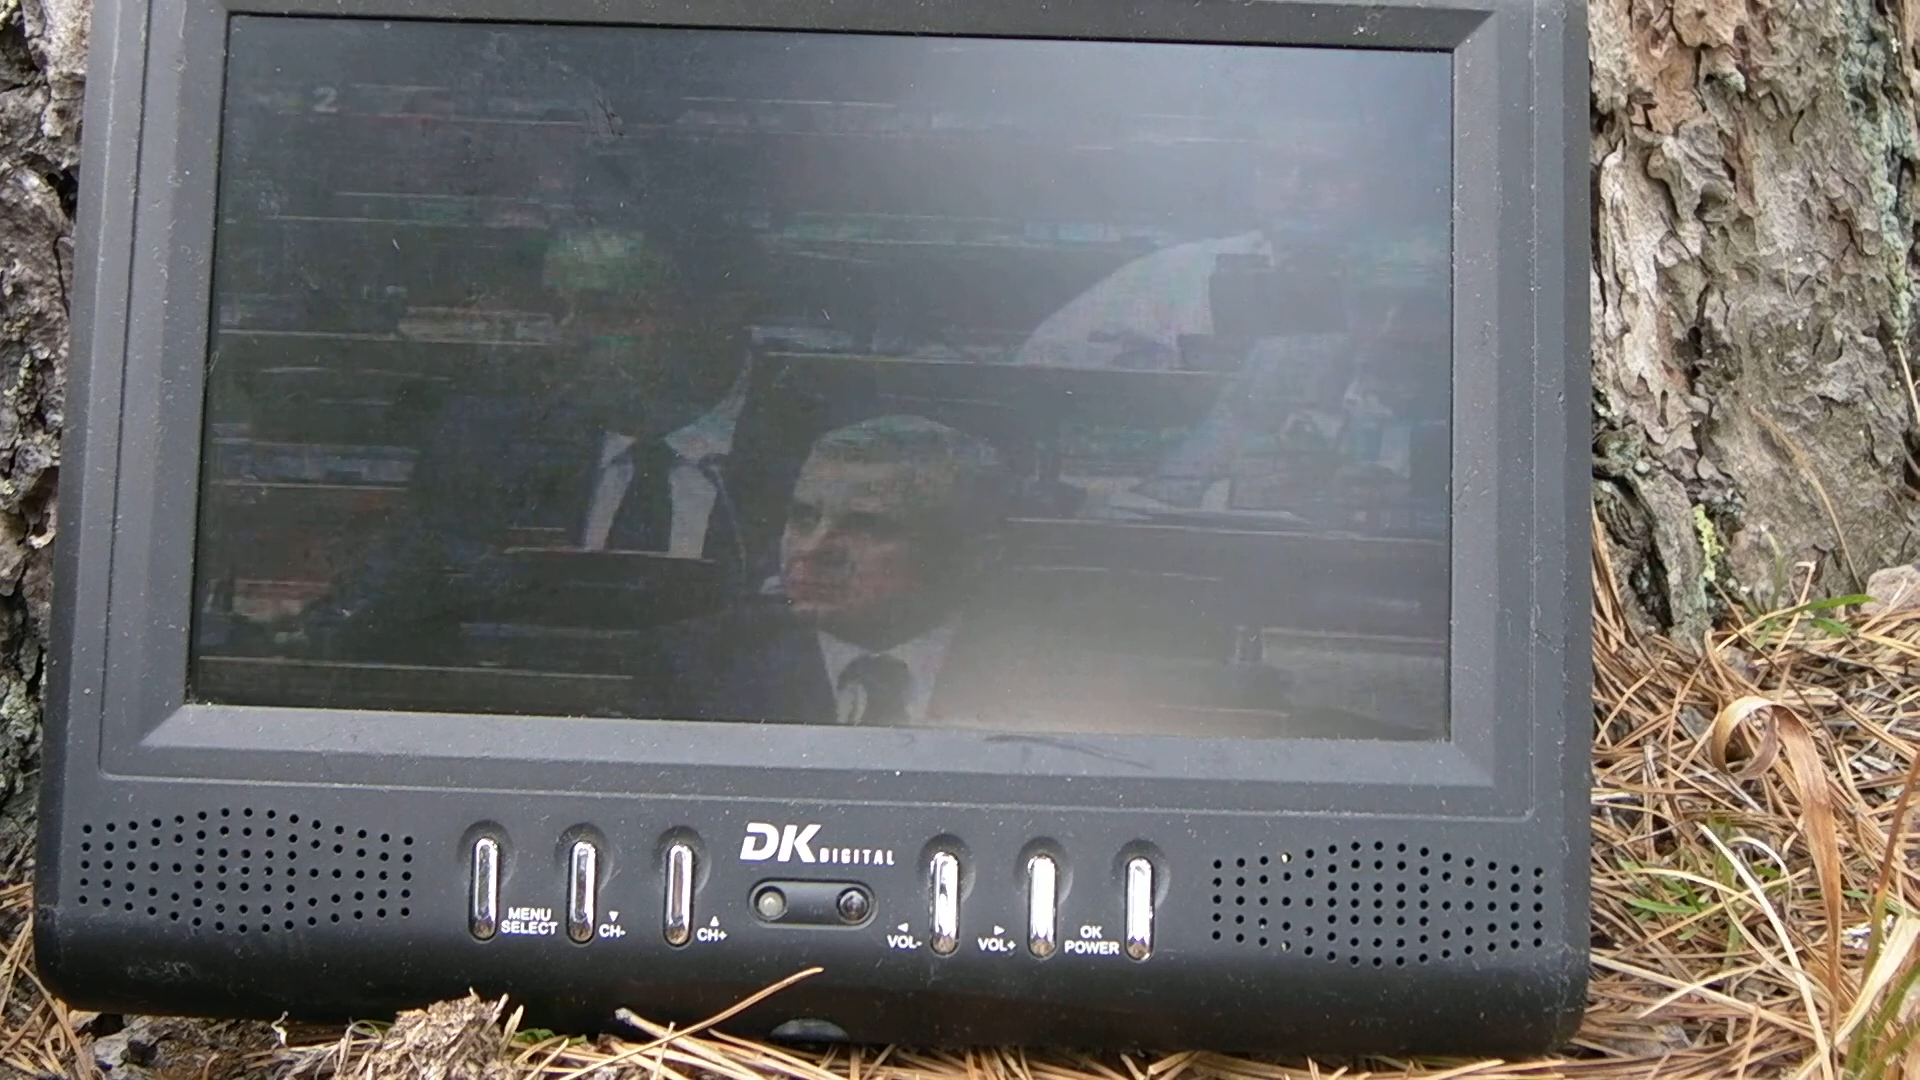 2
DK DIGITAL
MENU
SELECT
CH-
CH+
VOL-
VOL+
OK
POWER